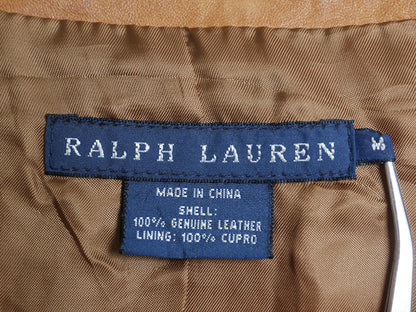 RALPH LAUREN
M
MADE IN CHINA
SHELL:
100% GENUINE LEATHER
LINING: 100% CUPRO